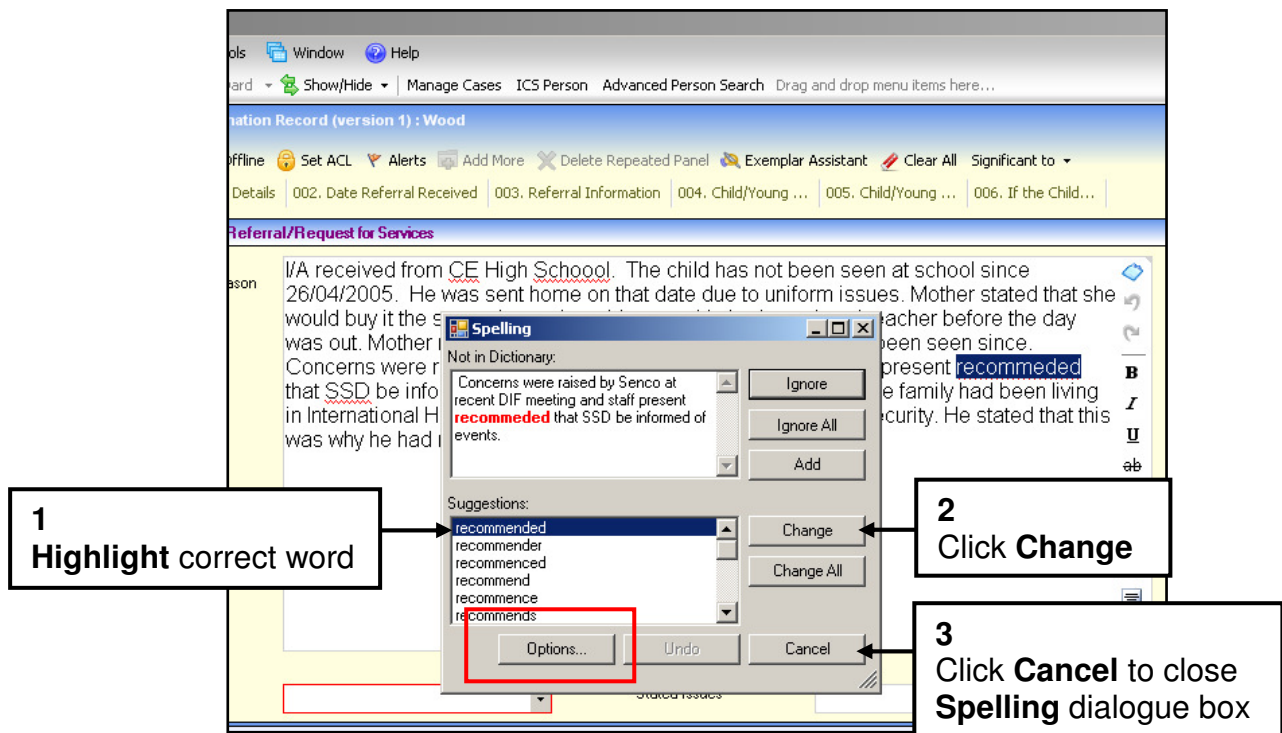 ols Window Help
ard Show/Hide Manage Cases ICS Person Advanced Person Search Drag and drop menu items here...
nation Record (version 1) : Wood
Offline Set ACL Alerts Add More Delete Repeated Panel Exemplar Assistant Clear All Significant to
Details 002. Date Referral Received 003. Referral Information 004. Child/Young ... 005. Child/Young ... 006. If the Child...
Referral/Request for Services
ason
I/A received from CE High Schoool. The child has not been seen at school since
26/04/2005. He was sent home on that date due to uniform issues. Mother stated that she
would buy it the s eacher before the day
was out. Mother been seen since.
Concerns were r present recommeded
that SSD be info e family had been living
in International H ecurity. He stated that this
was why he had
B
I
U
ab
Spelling
Not in Dictionary:
Concerns were raised by Senco at
recent DIF meeting and staff present
recommeded that SSD be informed of
events.
Ignore
Ignore All
Add
Suggestions:
recommended
recommender
recommenced
recommend
recommence
recommends
Change
Change All
Options...
Undo
Cancel
Stated Issues
1
Highlight correct word
2
Click Change
3
Click Cancel to close
Spelling dialogue box